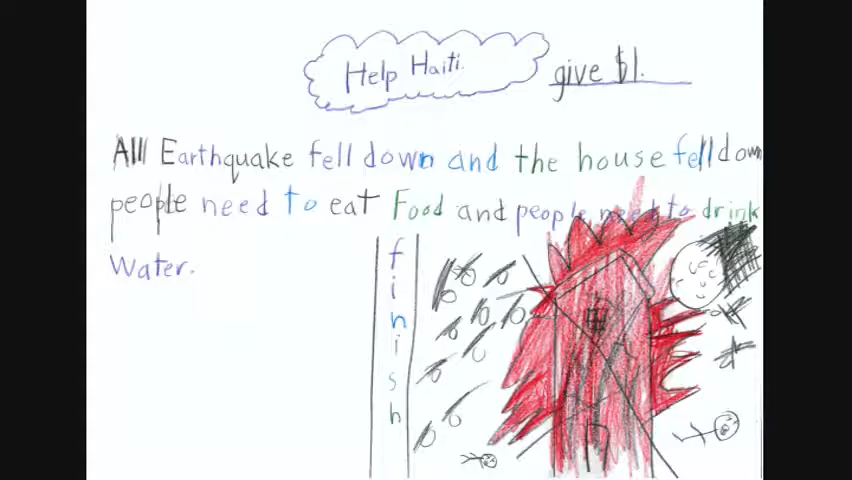 Help Haiti.
give $1.
All Earthquake fell down and the house fell down
people need to eat Food and people need to drink
Water.
finish